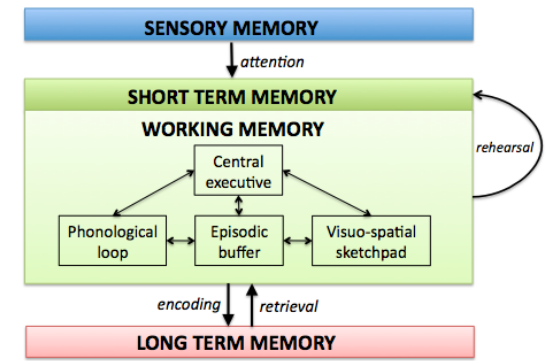 SENSORY MEMORY
attention
SHORT TERM MEMORY
WORKING MEMORY
rehearsal
Central
executive
Phonological
loop
Episodic
buffer
Visuo-spatial
sketchpad
encoding
retrieval
LONG TERM MEMORY